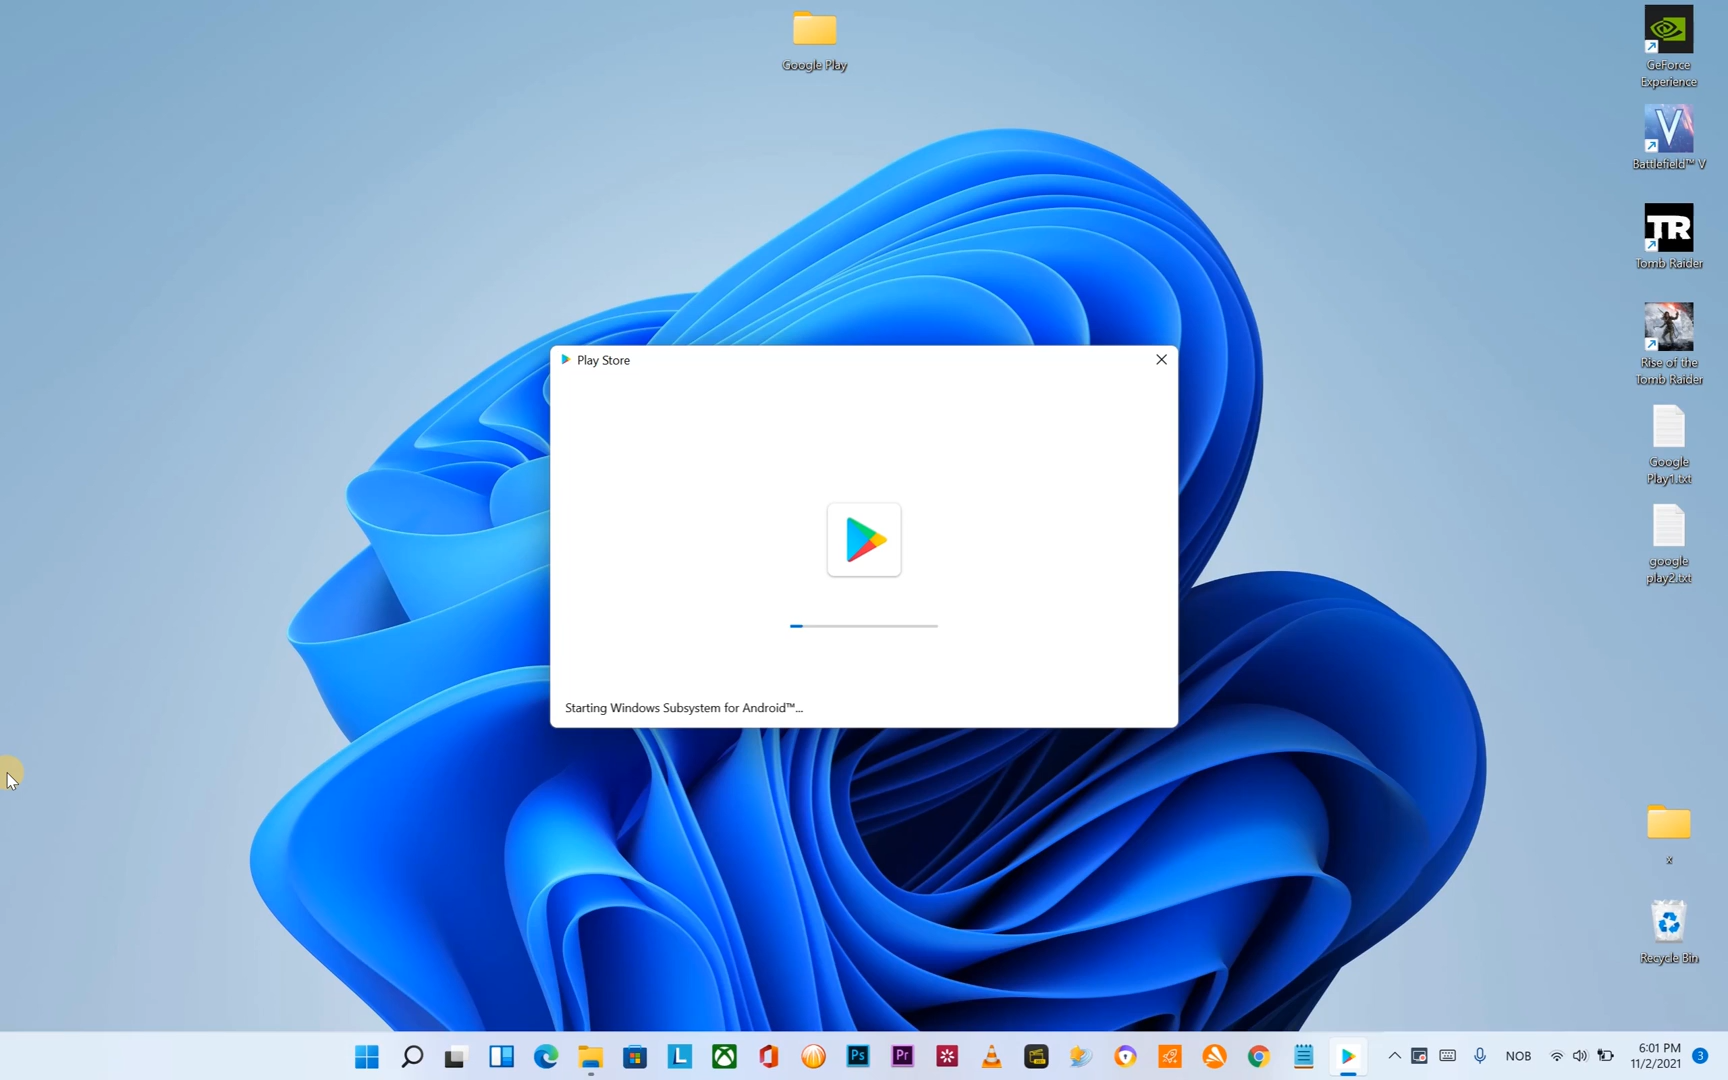 Google Play
GeForce
Experience
Battlefield™ V
TR
Tomb Raider
Rise of the
Tomb Raider
Google
Play1.txt
google
play2.txt
Play Store
Starting Windows Subsystem for Android™...
x
Recycle Bin
L
Ps
Pr
NOB
6:01 PM
11/2/2021
3